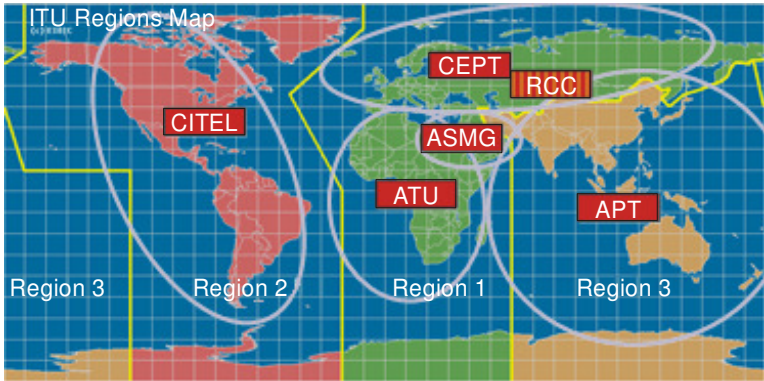 ITU Regions Map
CEPT
RCC
CITEL
ASMG
ATU
APT
Region 3
Region 2
Region 1
Region 3